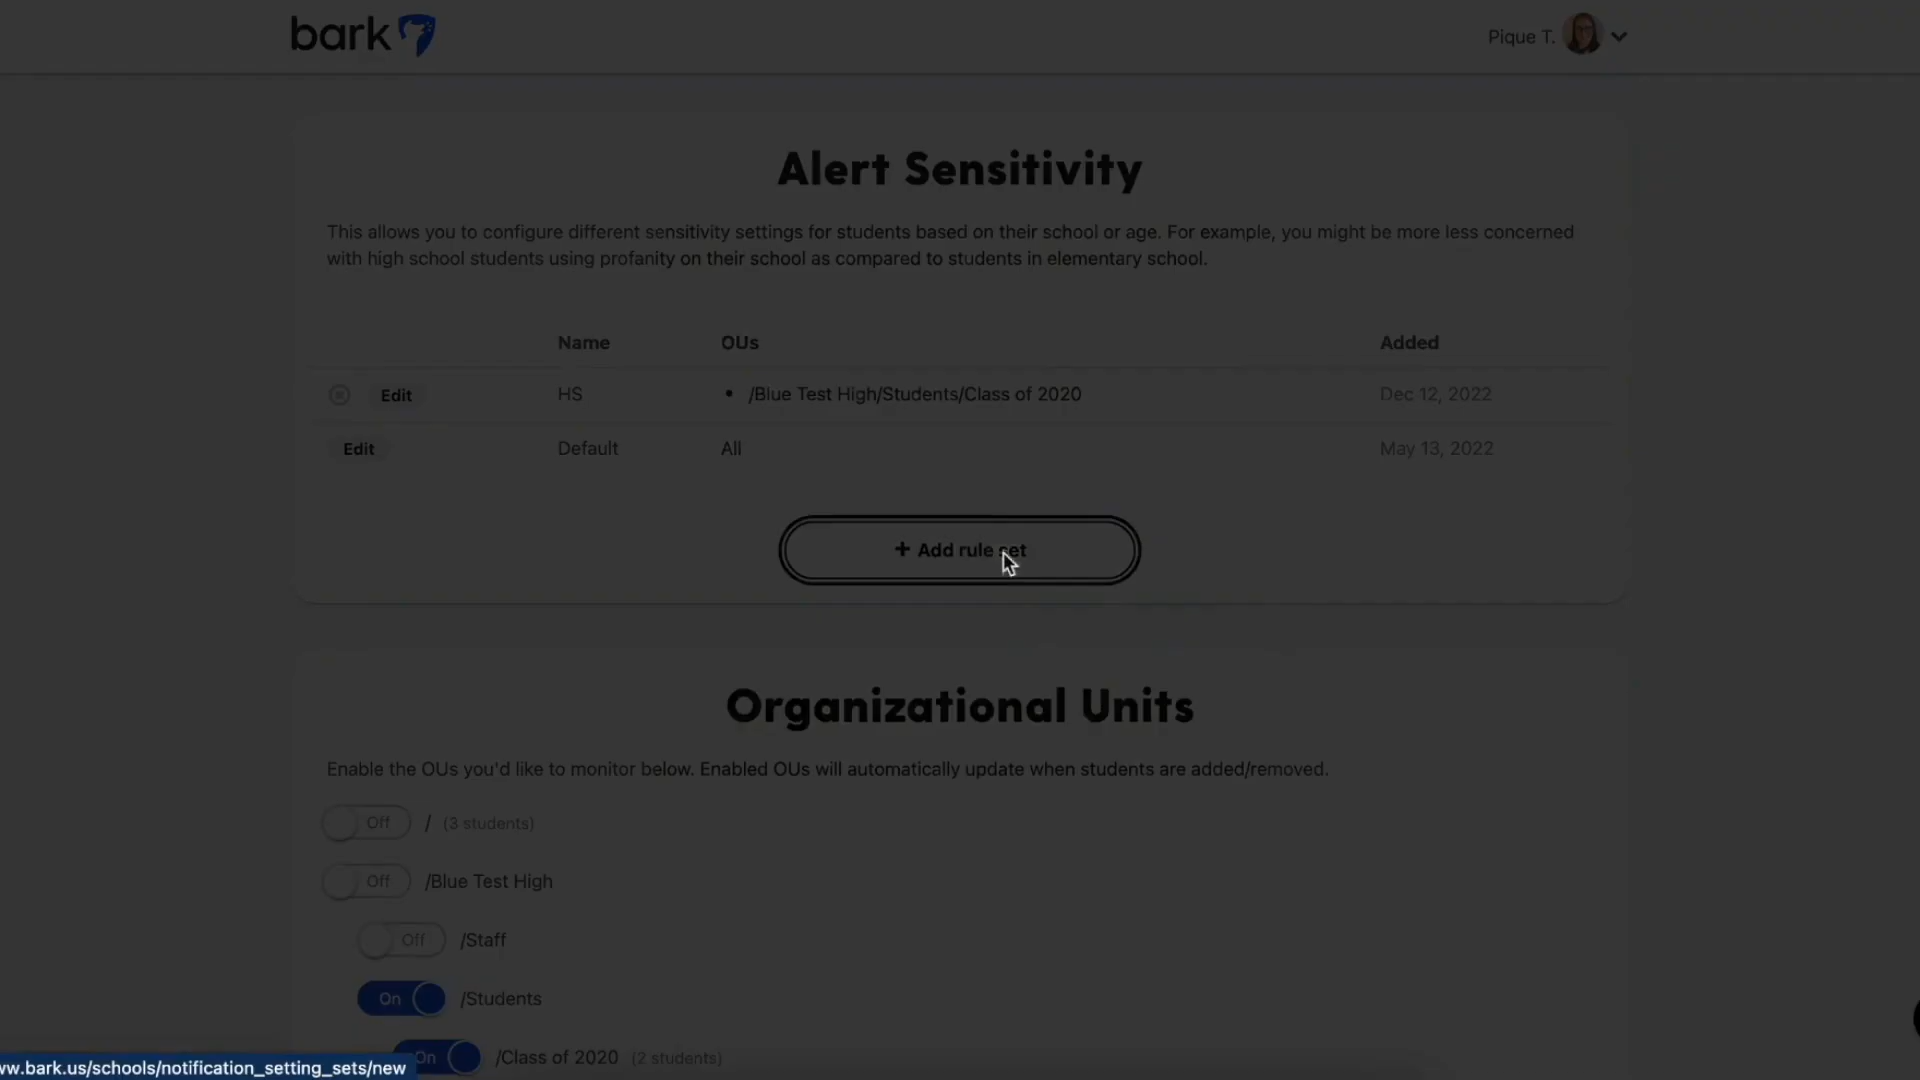 bark
Pique T.
Alert Sensitivity
This allows you to configure different sensitivity settings for students based on their school or age. For example, you might be more less concerned
with high school students using profanity on their school as compared to students in elementary school.
Name OUs Added
Edit HS • /Blue Test High/Students/Class of 2020 Dec 12, 2022
Edit Default All May 13, 2022
+ Add rule set
Organizational Units
Enable the OUs you'd like to monitor below. Enabled OUs will automatically update when students are added/removed.
Off / (3 students)
Off /Blue Test High
Off /Staff
On /Students
On /Class of 2020 (2 students)
ww.bark.us/schools/notification_setting_sets/new